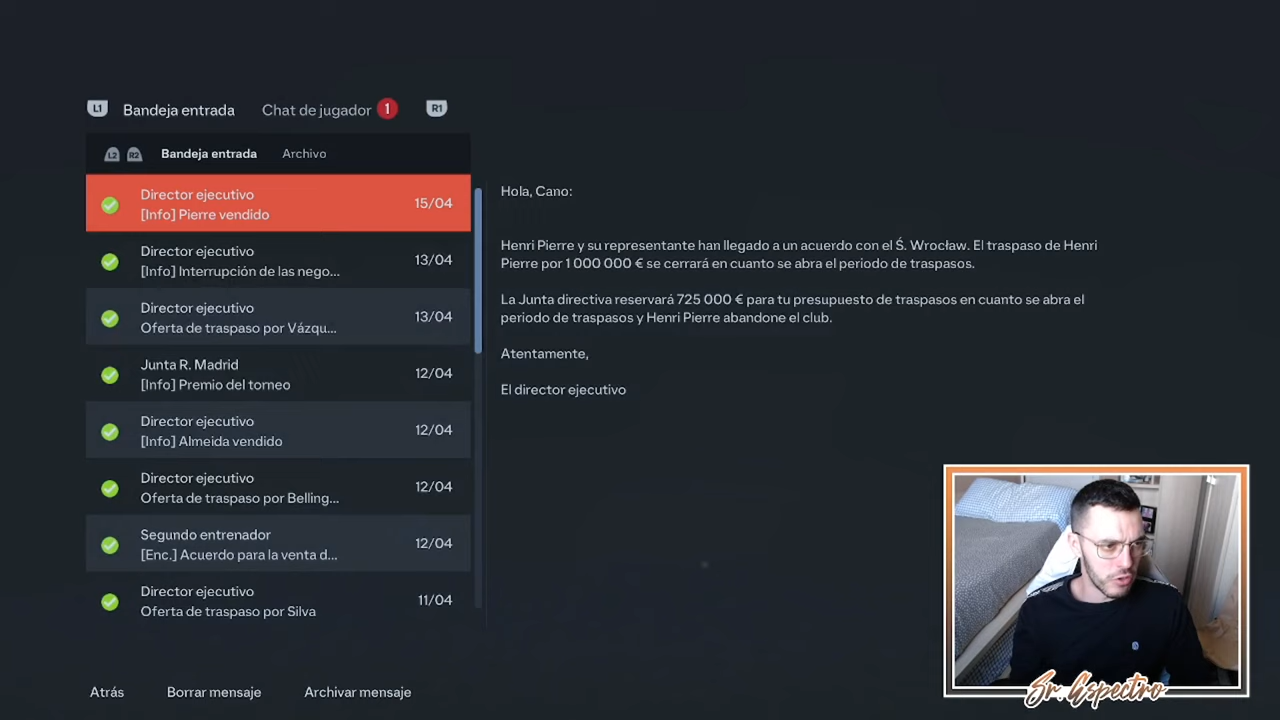 L1 Bandeja entrada Chat de jugador 1 R1
L2 R2 Bandeja entrada Archivo
Director ejecutivo
[Info] Pierre vendido
15/04
Director ejecutivo
[Info] Interrupción de las nego...
13/04
Director ejecutivo
Oferta de traspaso por Vázqu...
13/04
Junta R. Madrid
[Info] Premio del torneo
12/04
Director ejecutivo
[Info] Almeida vendido
12/04
Director ejecutivo
Oferta de traspaso por Belling...
12/04
Segundo entrenador
[Enc.] Acuerdo para la venta d...
12/04
Director ejecutivo
Oferta de traspaso por Silva
11/04
Hola, Cano:
Henri Pierre y su representante han llegado a un acuerdo con el Ś. Wrocław. El traspaso de Henri
Pierre por 1 000 000 € se cerrará en cuanto se abra el periodo de traspasos.
La Junta directiva reservará 725 000 € para tu presupuesto de traspasos en cuanto se abra el
periodo de traspasos y Henri Pierre abandone el club.
Atentamente,
El director ejecutivo
Atrás Borrar mensaje Archivar mensaje
Sr. Aspectro